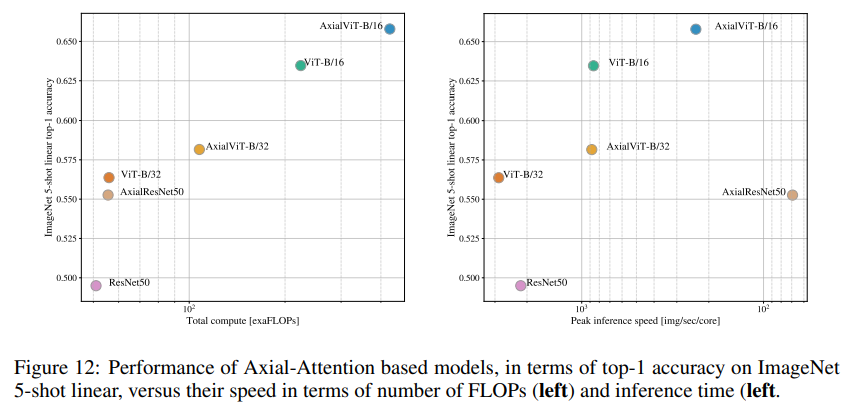 AxialViT-B/16
ViT-B/16
AxialViT-B/32
ViT-B/32
AxialResNet50
ResNet50
0.650
0.625
0.600
0.575
0.550
0.525
0.500
ImageNet 5-shot linear top-1 accuracy
10²
Total compute [exaFLOPs]
AxialViT-B/16
ViT-B/16
AxialViT-B/32
ViT-B/32
AxialResNet50
ResNet50
0.650
0.625
0.600
0.575
0.550
0.525
0.500
ImageNet 5-shot linear top-1 accuracy
10³
10²
Peak inference speed [img/sec/core]
Figure 12: Performance of Axial-Attention based models, in terms of top-1 accuracy on ImageNet
5-shot linear, versus their speed in terms of number of FLOPs (left) and inference time (left.